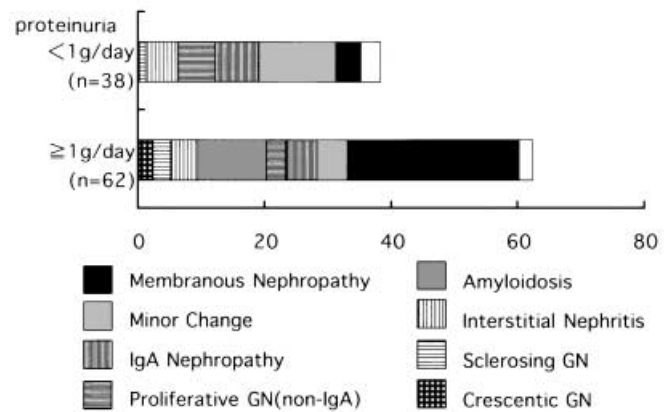 proteinuria
<1g/day
(n=38)
≧1g/day
(n=62)
0 20 40 60 80
Membranous Nephropathy
Minor Change
IgA Nephropathy
Proliferative GN(non-IgA)
Amyloidosis
Interstitial Nephritis
Sclerosing GN
Crescentic GN